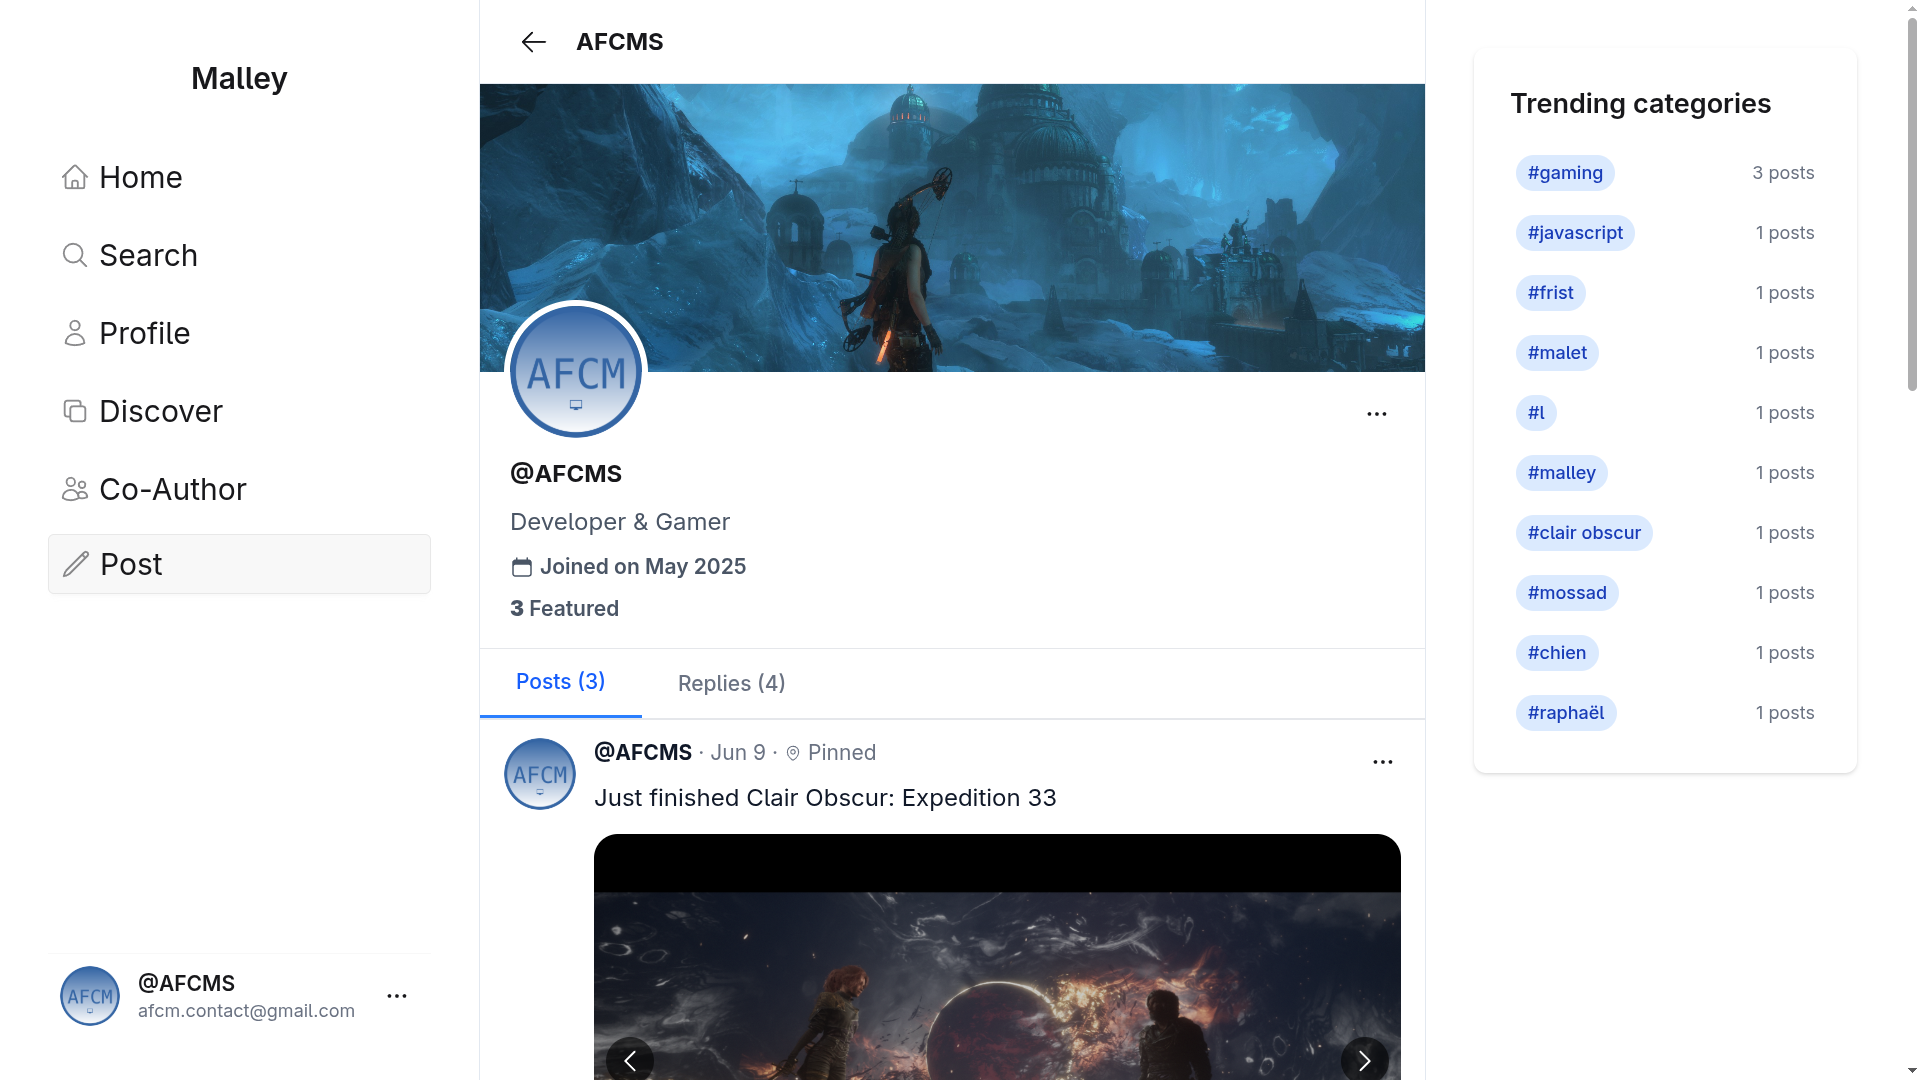 Malley
Home
Search
Profile
Discover
Co-Author
Post
@AFCMS
afcm.contact@gmail.com
AFCM
AFCMS
AFCM
@AFCMS
Developer & Gamer
Joined on May 2025
3 Featured
Posts (3)
Replies (4)
AFCM
@AFCMS · Jun 9 · Pinned
Just finished Clair Obscur: Expedition 33
Trending categories
#gaming 3 posts
#javascript 1 posts
#frist 1 posts
#malet 1 posts
#l 1 posts
#malley 1 posts
#clair obscur 1 posts
#mossad 1 posts
#chien 1 posts
#raphaël 1 posts